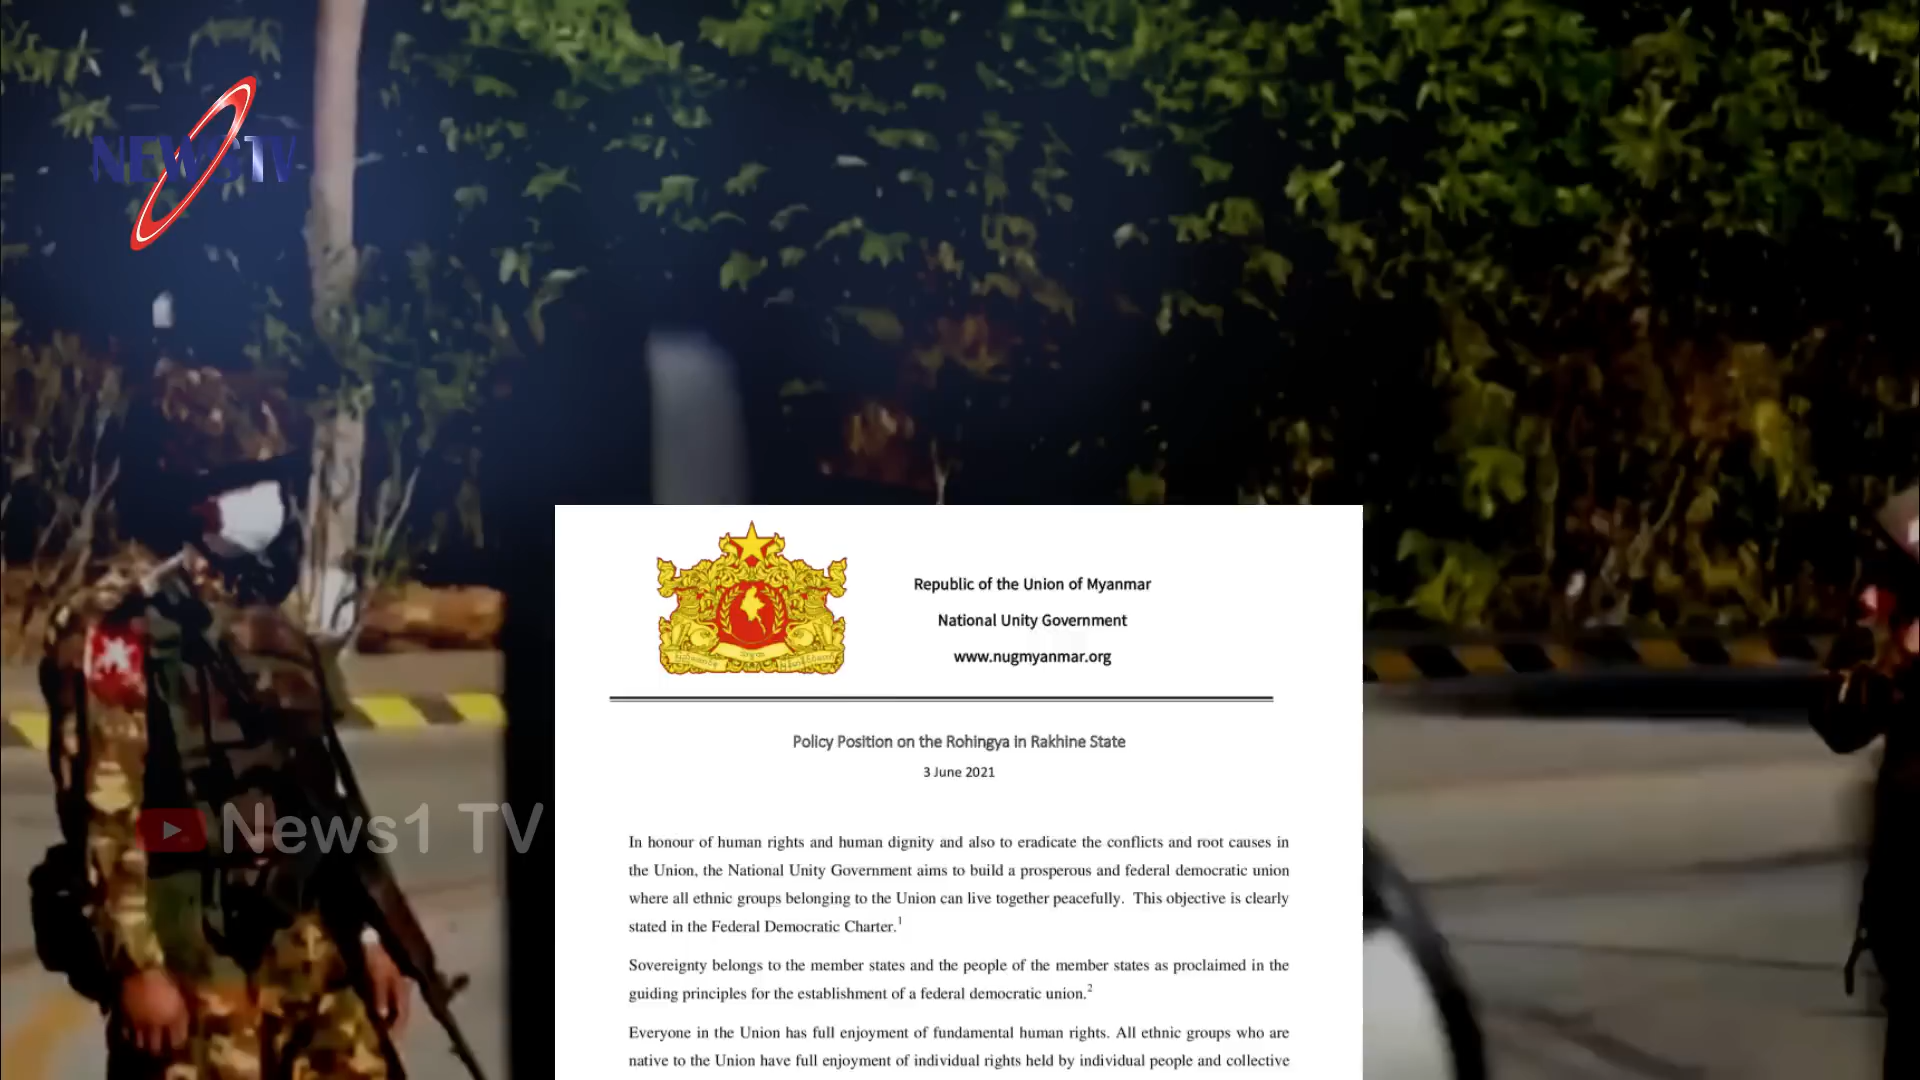 NEWS1TV
Republic of the Union of Myanmar
National Unity Government
www.nugmyanmar.org
Policy Position on the Rohingya in Rakhine State
3 June 2021
News1 TV
In honour of human rights and human dignity and also to eradicate the conflicts and root causes in
the Union, the National Unity Government aims to build a prosperous and federal democratic union
where all ethnic groups belonging to the Union can live together peacefully. This objective is clearly
stated in the Federal Democratic Charter.1
Sovereignty belongs to the member states and the people of the member states as proclaimed in the
guiding principles for the establishment of a federal democratic union.2
Everyone in the Union has full enjoyment of fundamental human rights. All ethnic groups who are
native to the Union have full enjoyment of individual rights held by individual people and collective